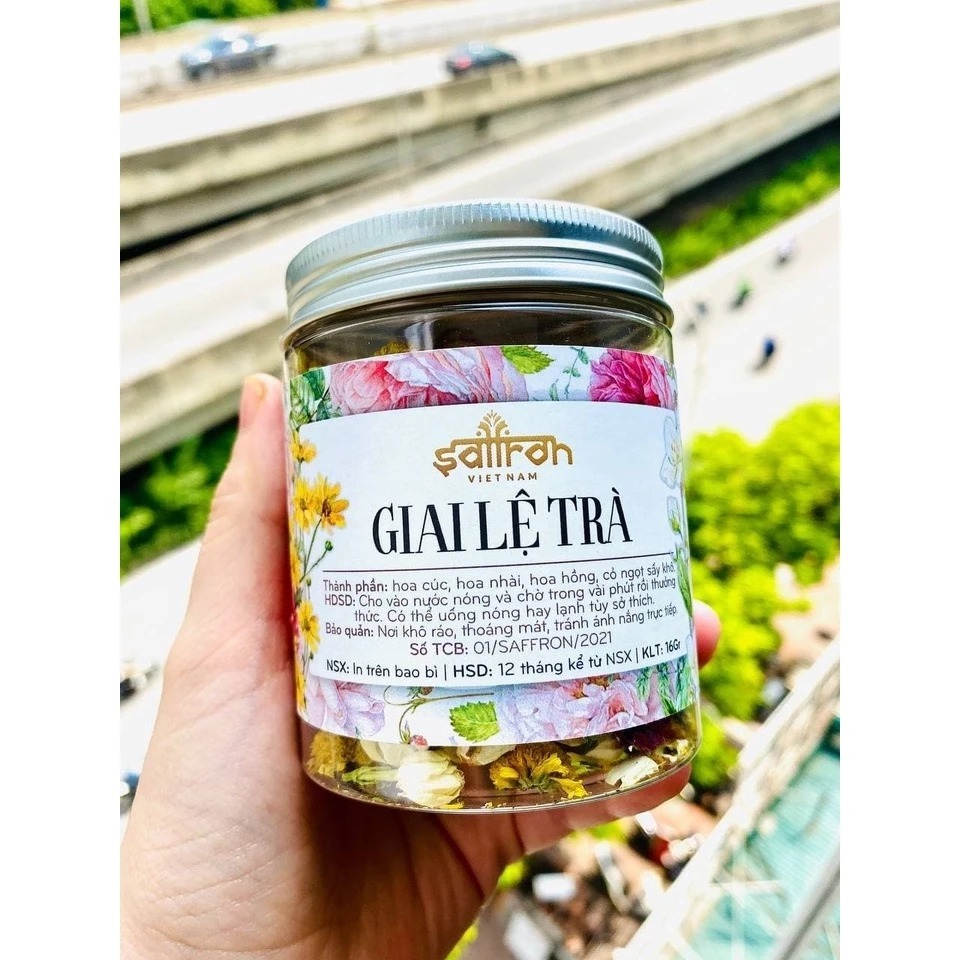 saffron
VIETNAM
GIAI LỆ TRÀ
Thành phần: hoa cúc, hoa nhài, hoa hồng, cỏ ngọt sấy khô.
HDSD: Cho vào nước nóng và chờ trong vài phút rồi thưởng
thức. Có thể uống nóng hay lạnh tùy sở thích.
Bảo quản: Nơi khô ráo, thoáng mát, tránh ánh nắng trực tiếp.
Số TCB: 01/SAFFRON/2021
NSX: In trên bao bì | HSD: 12 tháng kể từ NSX | KLT: 16Gr